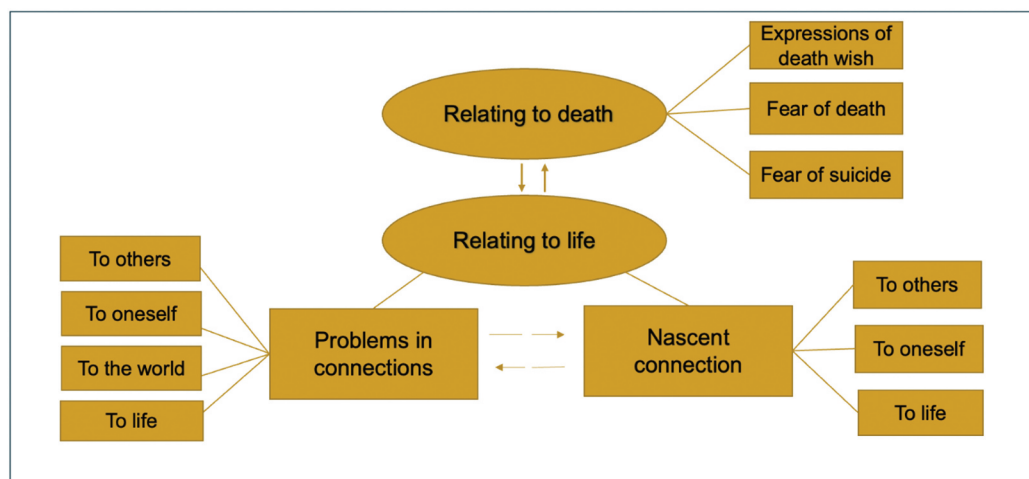 Expressions of
death wish
Relating to death
Fear of death
Fear of suicide
Relating to life
To others
To oneself
To the world
To life
Problems in
connections
Nascent
connection
To others
To oneself
To life